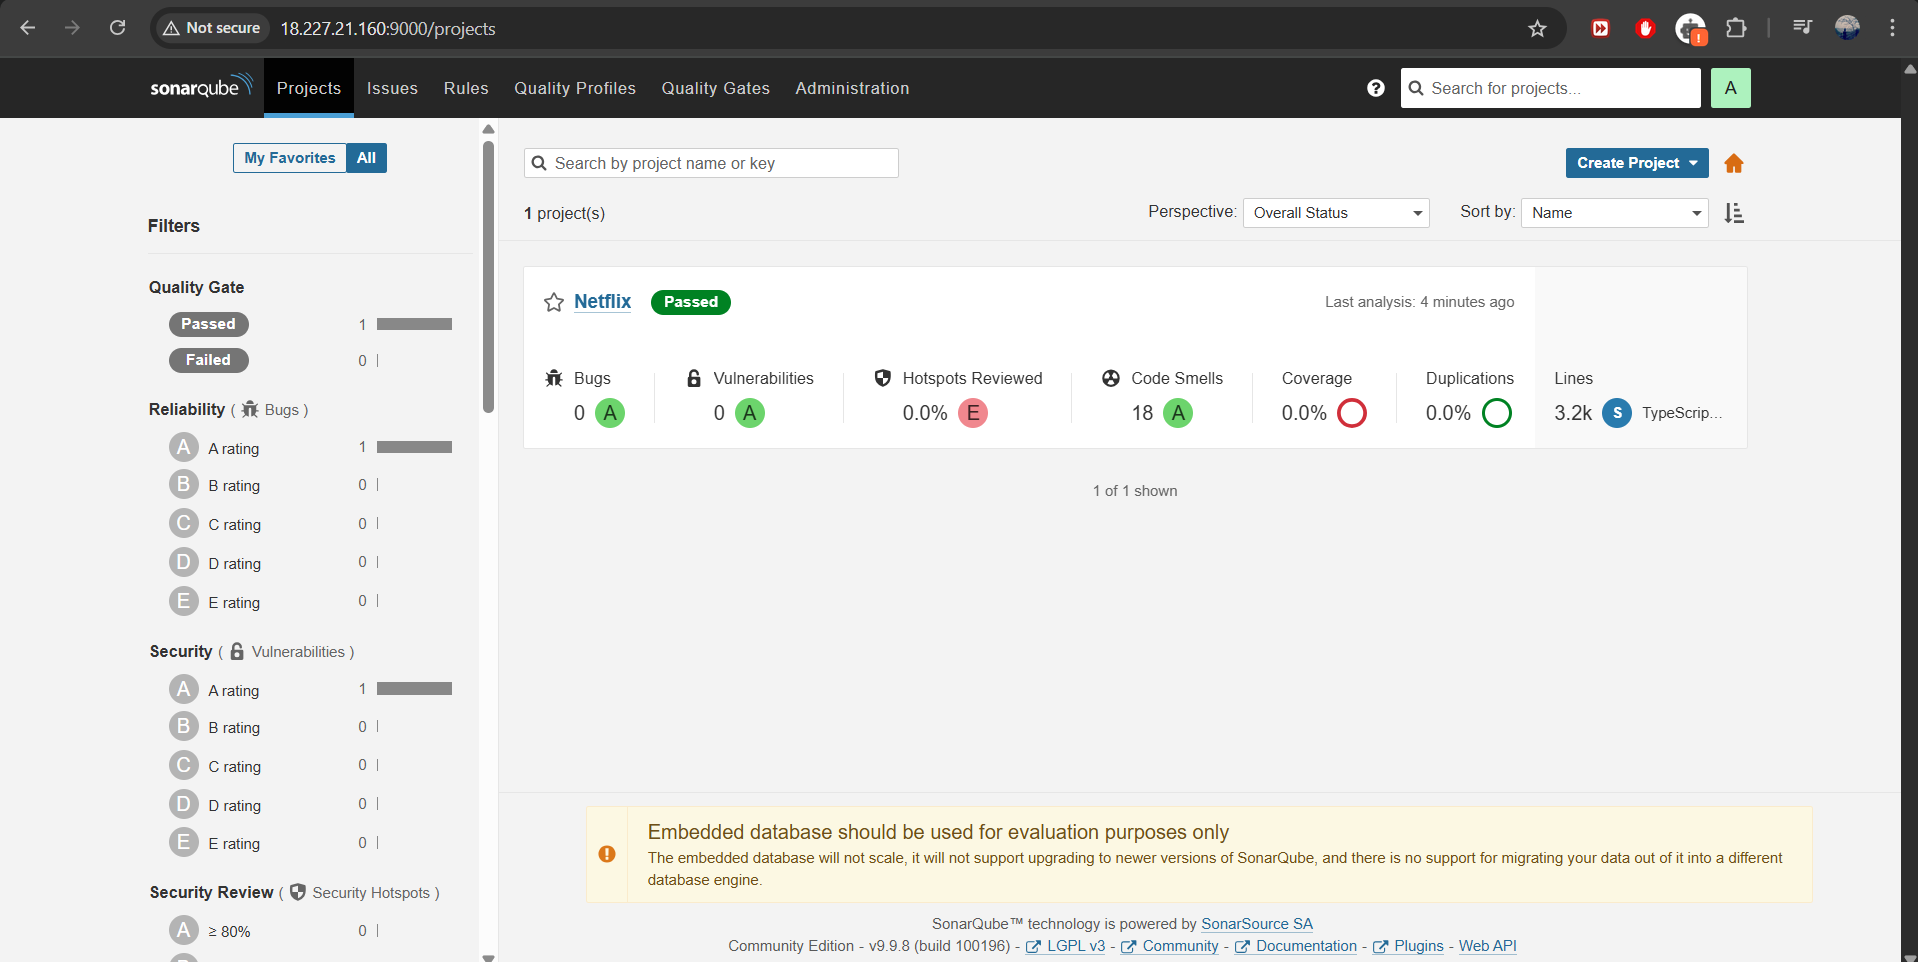 Not secure 18.227.21.160:9000/projects
sonarqube Projects Issues Rules Quality Profiles Quality Gates Administration ? Search for projects... A
My Favorites All
Filters
Quality Gate
Passed 1
Failed 0
Reliability ( Bugs )
A A rating 1
B B rating 0
C C rating 0
D D rating 0
E E rating 0
Security ( Vulnerabilities )
A A rating 1
B B rating 0
C C rating 0
D D rating 0
E E rating 0
Security Review ( Security Hotspots )
A ≥ 80% 0
Search by project name or key
Create Project
1 project(s)
Perspective: Overall Status Sort by: Name
Netflix Passed Last analysis: 4 minutes ago
Bugs Vulnerabilities Hotspots Reviewed Code Smells Coverage Duplications Lines
0 A 0 A 0.0% E 18 A 0.0% 0.0% 3.2k S TypeScrip...
1 of 1 shown
Embedded database should be used for evaluation purposes only
The embedded database will not scale, it will not support upgrading to newer versions of SonarQube, and there is no support for migrating your data out of it into a different
database engine.
SonarQube™ technology is powered by SonarSource SA
Community Edition - v9.9.8 (build 100196) - LGPL v3 - Community - Documentation - Plugins - Web API